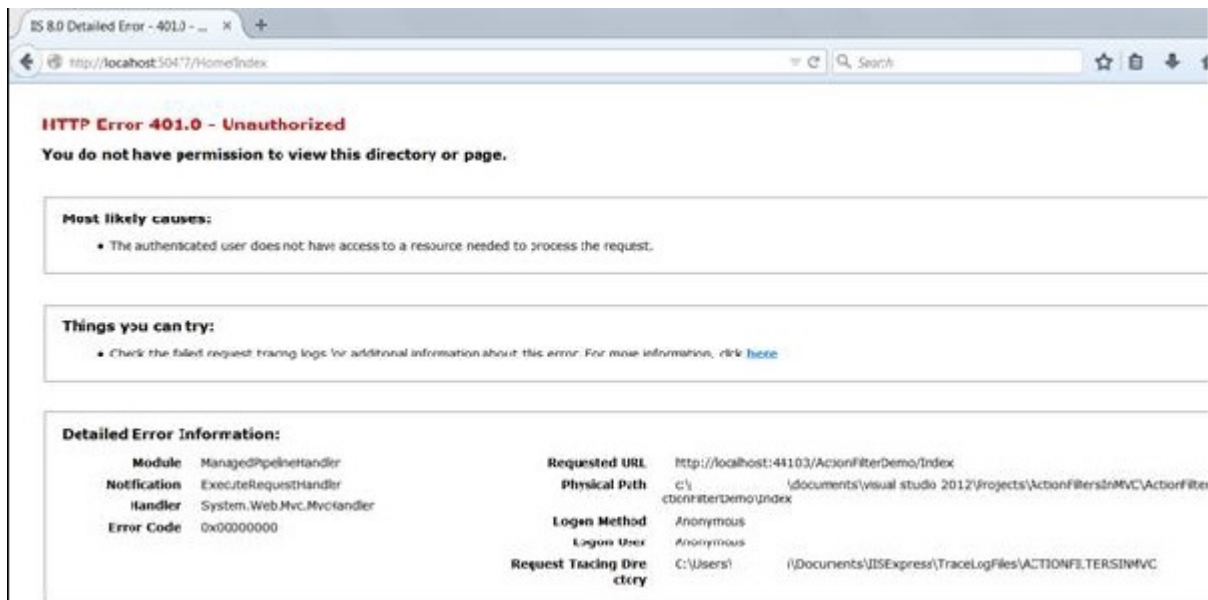 IIS 8.0 Detailed Error - 401.0 - ...
http://localhost:50477/Home/Index
Search
HTTP Error 401.0 - Unauthorized
You do not have permission to view this directory or page.
Most likely causes:
• The authenticated user does not have access to a resource needed to process the request.
Things you can try:
• Check the failed request tracing logs for additional information about this error. For more information, click here
Detailed Error Information:
Module ManagedPipelineHandler
Notification ExecuteRequestHandler
Handler System.Web.Mvc.MvcHandler
Error Code 0x00000000
Requested URL http://localhost:44103/ActionFilterDemo/Index
Physical Path c:\ \documents\visual studio 2012\Projects\ActionFiltersInMVC\ActionFilter
ctionFilterDemo\Index
Logon Method Anonymous
Logon User Anonymous
Request Tracing Dire C:\Users\ \Documents\IISExpress\TraceLogFiles\ACTIONFILTERSINMVC
ctory